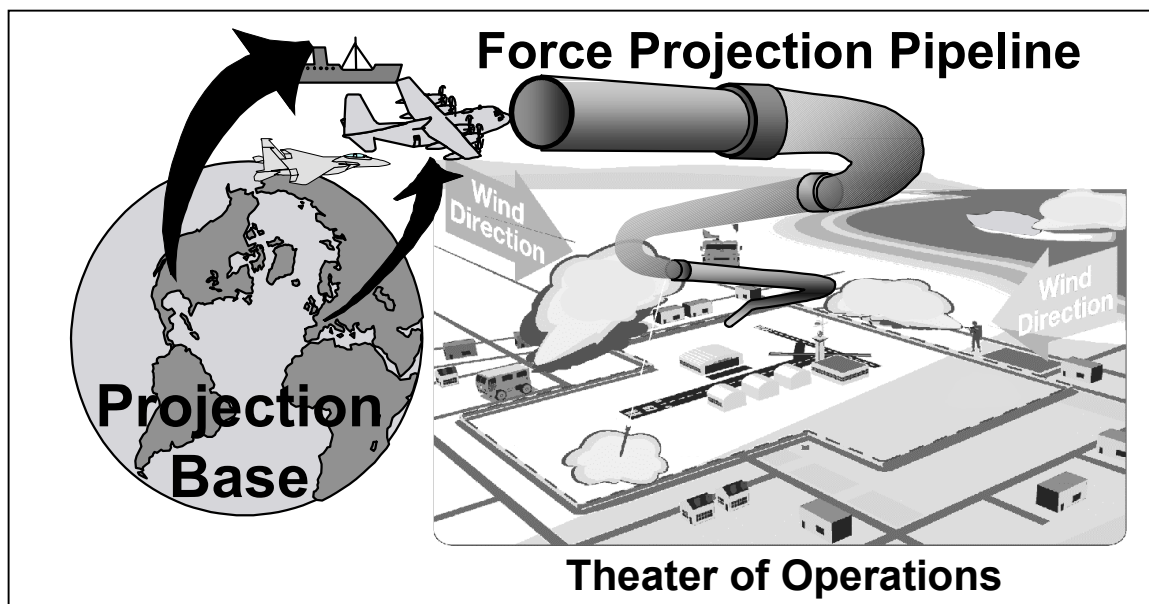 Force Projection Pipeline
Wind
Direction
Wind
Direction
Projection
Base
Theater of Operations